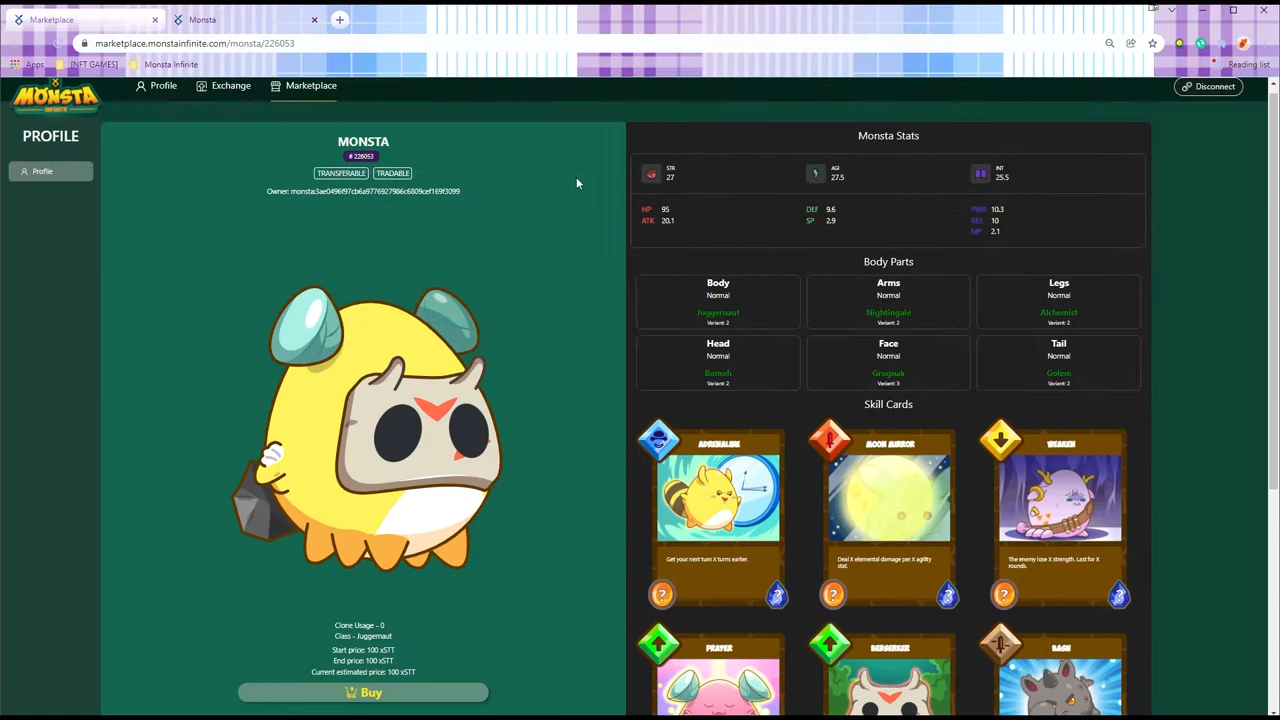 Marketplace
Monsta
marketplace.monstainfinite.com/monsta/226053
Apps
[NFT GAMES]
Monsta Infinite
Reading list
MONSTA
INFINITE
Profile
Exchange
Marketplace
Disconnect
PROFILE
Profile
MONSTA
# 226053
TRANSFERABLE
TRADABLE
Owner: monsta:3ae0496f97cb6a9776927986c6809cef169f3099
Clone Usage - 0
Class - Juggernaut
Start price: 100 xSTT
End price: 100 xSTT
Current estimated price: 100 xSTT
Buy
Monsta Stats
STR
27
AGI
27.5
INT
25.5
HP 95
ATK 20.1
DEF 9.6
SP 2.9
PWR 10.3
RES 10
MP 2.1
Body Parts
Body
Normal
Juggernaut
Variant: 2
Arms
Normal
Nightingale
Variant: 2
Legs
Normal
Alchemist
Variant: 2
Head
Normal
Bomoh
Variant: 2
Face
Normal
Grognak
Variant: 3
Tail
Normal
Golem
Variant: 2
Skill Cards
ADRENALINE
Get your next turn X turns earlier.
?
?
MOON MIRROR
Deal X elemental damage per X agility
stat.
?
?
WEAKEN
The enemy lose X strength. Last for X
rounds.
?
?
PRAYER
BERSERKER
BASH